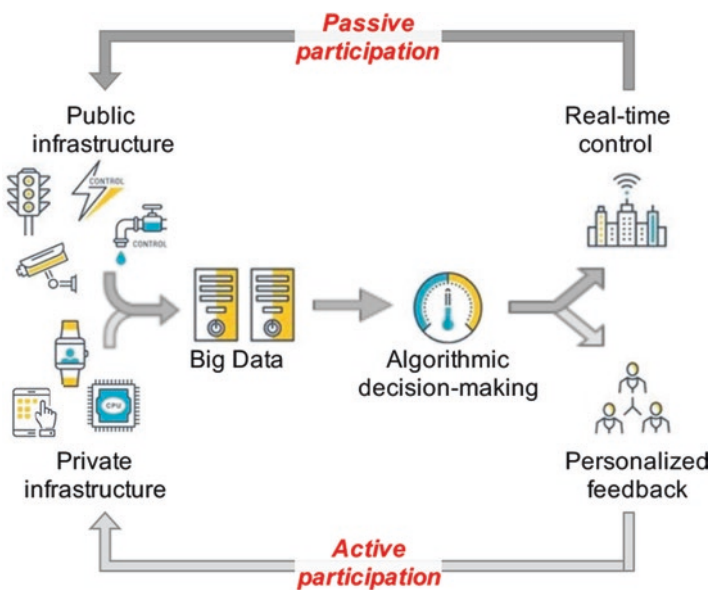 Passive
participation
Public
infrastructure
Real-time
control
CONTROL
CONTROL
Big Data
Algorithmic
decision-making
CPU
Private
infrastructure
Personalized
feedback
Active
participation